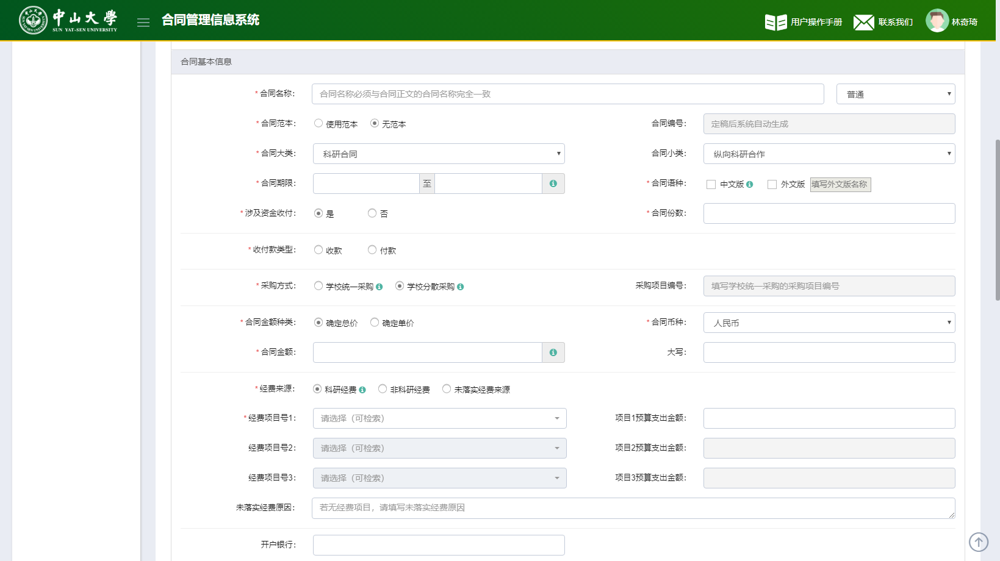 中山大學
SUN YAT-SEN UNIVERSITY
合同管理信息系统
用户操作手册
联系我们
林奇琦
合同基本信息
* 合同名称： 合同名称必须与合同正文的合同名称完全一致 普通
* 合同范本： 使用范本 无范本 合同编号： 定稿后系统自动生成
* 合同大类： 科研合同 合同小类： 纵向科研合作
* 合同期限： 至 * 合同语种： 中文版 外文版 填写外文版名称
* 涉及资金收付： 是 否 * 合同份数：
* 收付款类型： 收款 付款
* 采购方式： 学校统一采购 学校分散采购 采购项目编号： 填写学校统一采购的采购项目编号
* 合同金额种类： 确定总价 确定单价 * 合同币种： 人民币
* 合同金额： 大写：
* 经费来源： 科研经费 非科研经费 未落实经费来源
* 经费项目号1： 请选择（可检索） 项目1预算支出金额：
经费项目号2： 请选择（可检索） 项目2预算支出金额：
经费项目号3： 请选择（可检索） 项目3预算支出金额：
未落实经费原因： 若无经费项目，请填写未落实经费原因
开户银行：